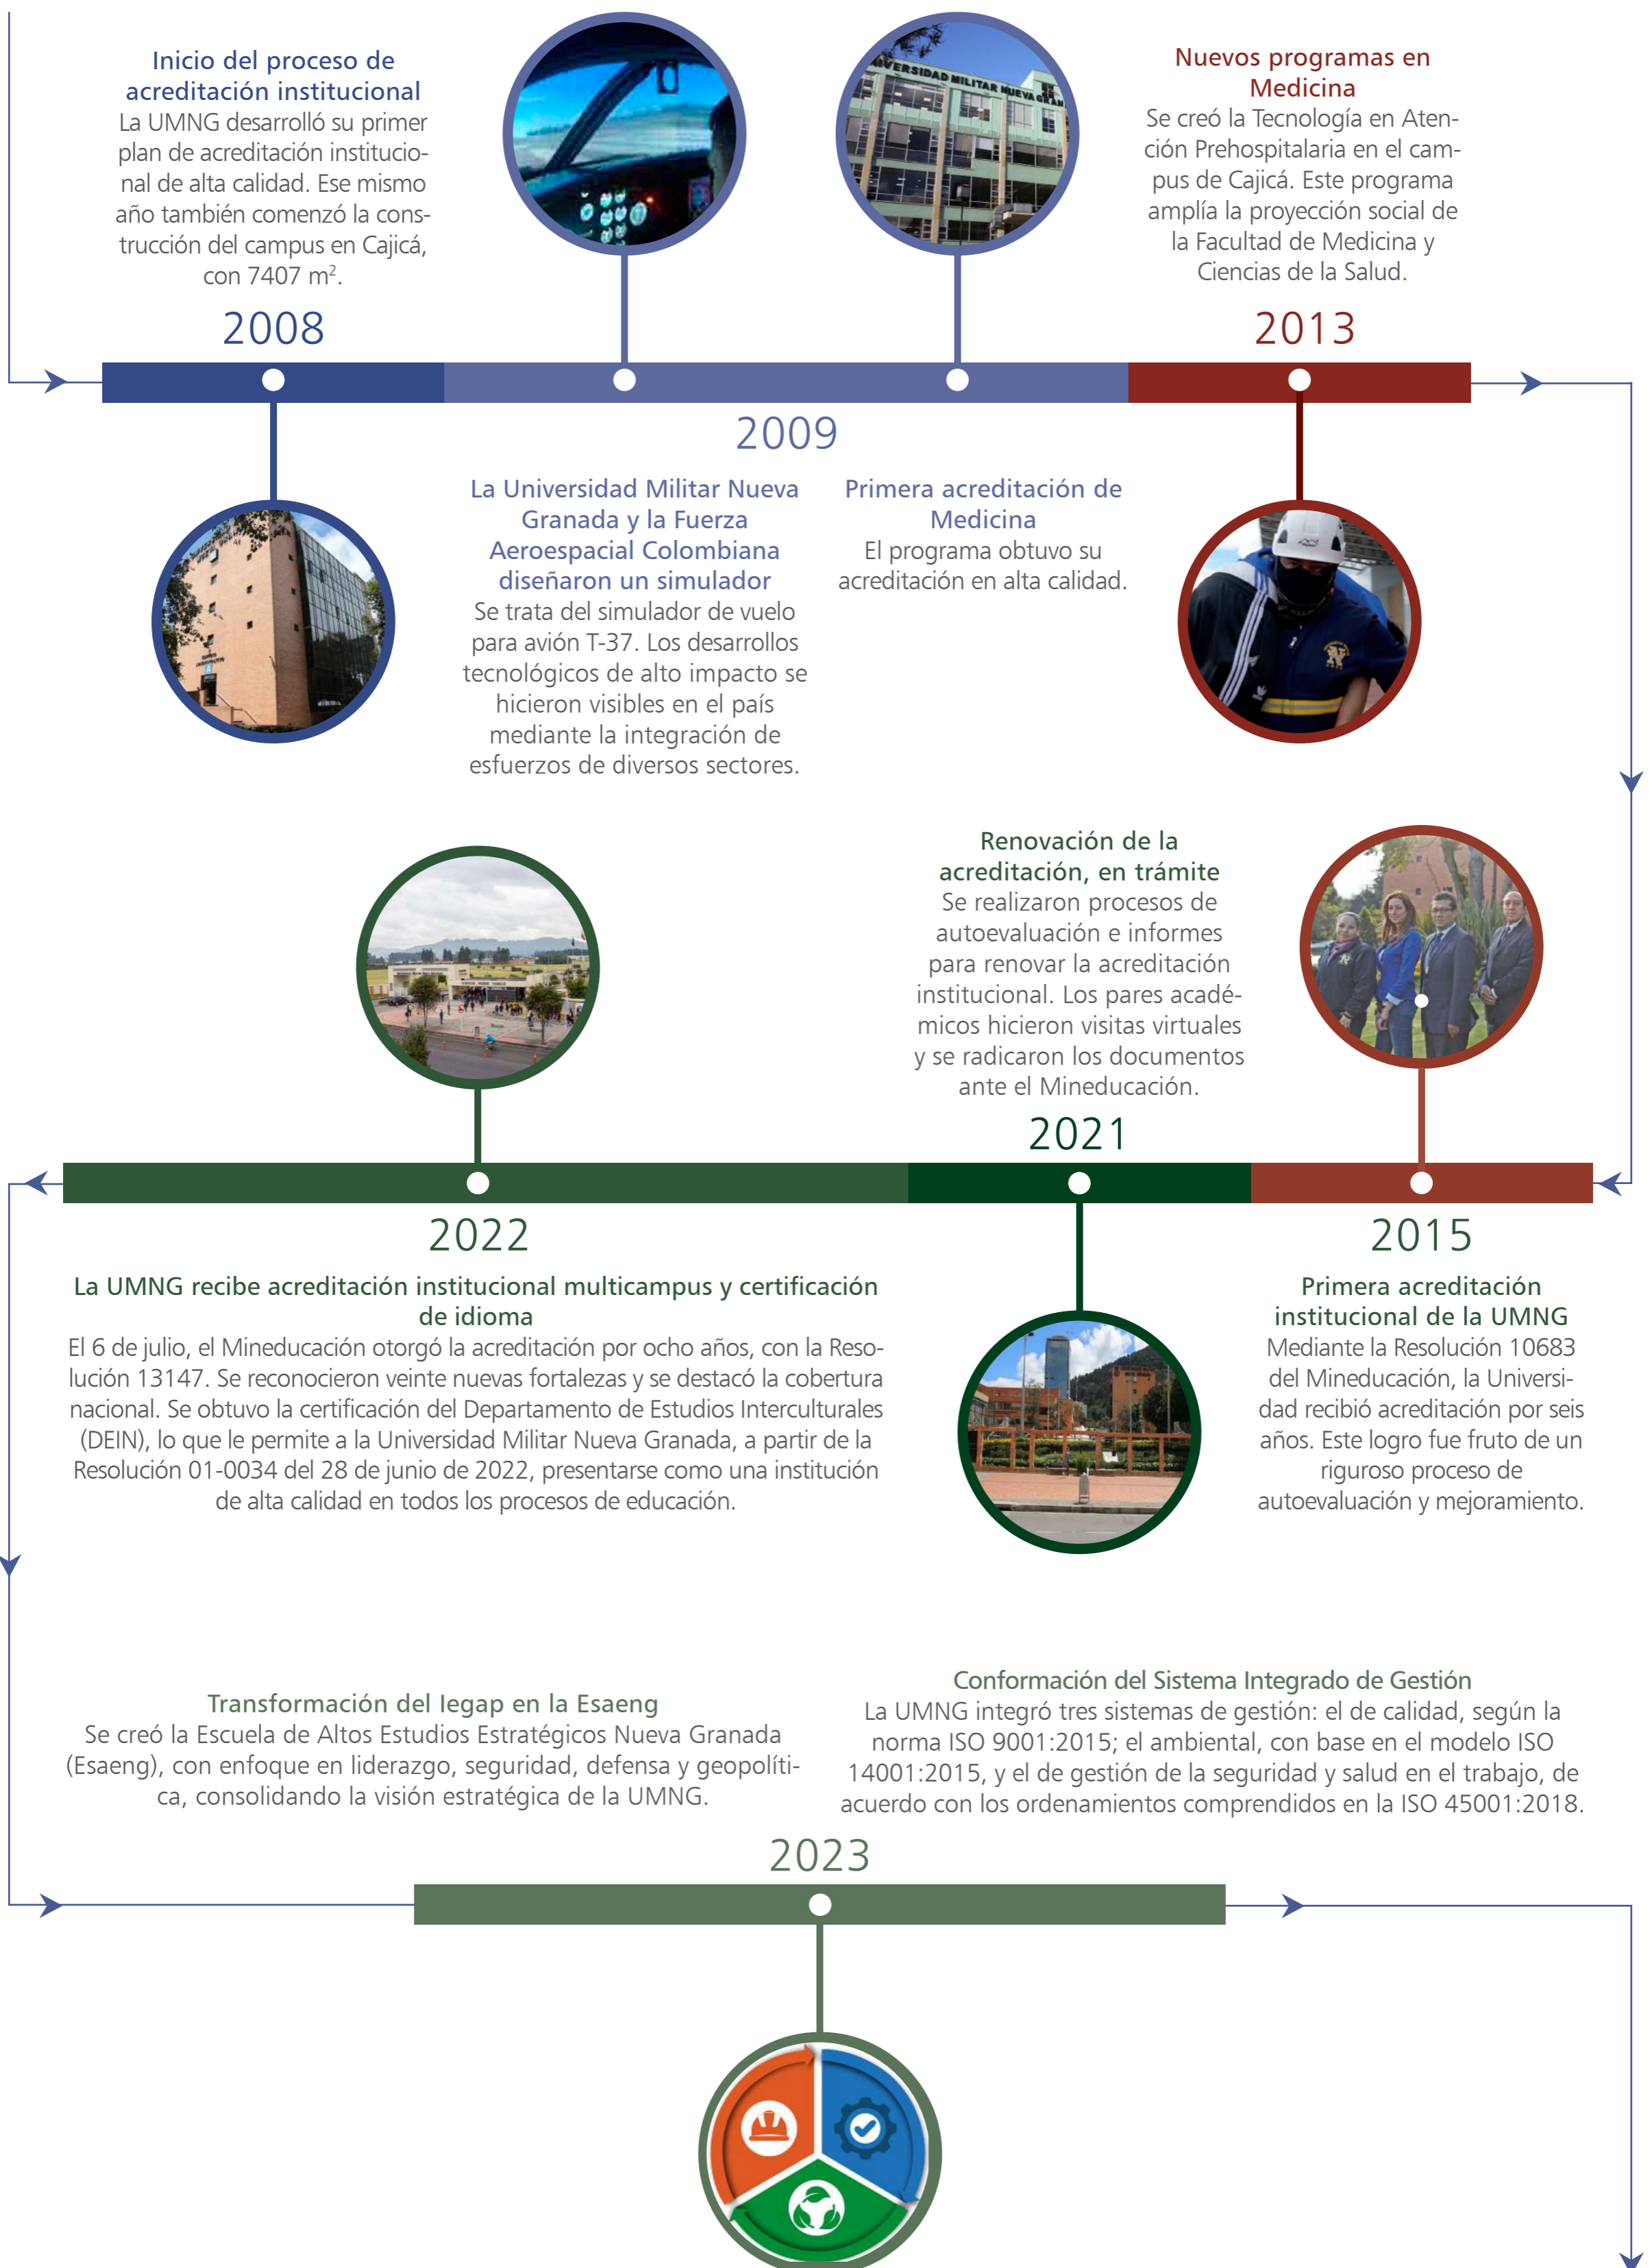 Inicio del proceso de
acreditación institucional
La UMNG desarrolló su primer
plan de acreditación institucio-
nal de alta calidad. Ese mismo
año también comenzó la cons-
trucción del campus en Cajicá,
con 7407 m².
2008
UNIVERSIDAD MILITAR NUEVA GRAN
Nuevos programas en
Medicina
Se creó la Tecnología en Aten-
ción Prehospitalaria en el cam-
pus de Cajicá. Este programa
amplía la proyección social de
la Facultad de Medicina y
Ciencias de la Salud.
2013
2009
La Universidad Militar Nueva
Granada y la Fuerza
Aeroespacial Colombiana
diseñaron un simulador
Se trata del simulador de vuelo
para avión T-37. Los desarrollos
tecnológicos de alto impacto se
hicieron visibles en el país
mediante la integración de
esfuerzos de diversos sectores.
Primera acreditación de
Medicina
El programa obtuvo su
acreditación en alta calidad.
Renovación de la
acreditación, en trámite
Se realizaron procesos de
autoevaluación e informes
para renovar la acreditación
institucional. Los pares acadé-
micos hicieron visitas virtuales
y se radicaron los documentos
ante el Mineducación.
2021
2015
Primera acreditación
institucional de la UMNG
Mediante la Resolución 10683
del Mineducación, la Universi-
dad recibió acreditación por seis
años. Este logro fue fruto de un
riguroso proceso de
autoevaluación y mejoramiento.
2022
La UMNG recibe acreditación institucional multicampus y certificación
de idioma
El 6 de julio, el Mineducación otorgó la acreditación por ocho años, con la Reso-
lución 13147. Se reconocieron veinte nuevas fortalezas y se destacó la cobertura
nacional. Se obtuvo la certificación del Departamento de Estudios Interculturales
(DEIN), lo que le permite a la Universidad Militar Nueva Granada, a partir de la
Resolución 01-0034 del 28 de junio de 2022, presentarse como una institución
de alta calidad en todos los procesos de educación.
Transformación del Iegap en la Esaeng
Se creó la Escuela de Altos Estudios Estratégicos Nueva Granada
(Esaeng), con enfoque en liderazgo, seguridad, defensa y geopolíti-
ca, consolidando la visión estratégica de la UMNG.
Conformación del Sistema Integrado de Gestión
La UMNG integró tres sistemas de gestión: el de calidad, según la
norma ISO 9001:2015; el ambiental, con base en el modelo ISO
14001:2015, y el de gestión de la seguridad y salud en el trabajo, de
acuerdo con los ordenamientos comprendidos en la ISO 45001:2018.
2023